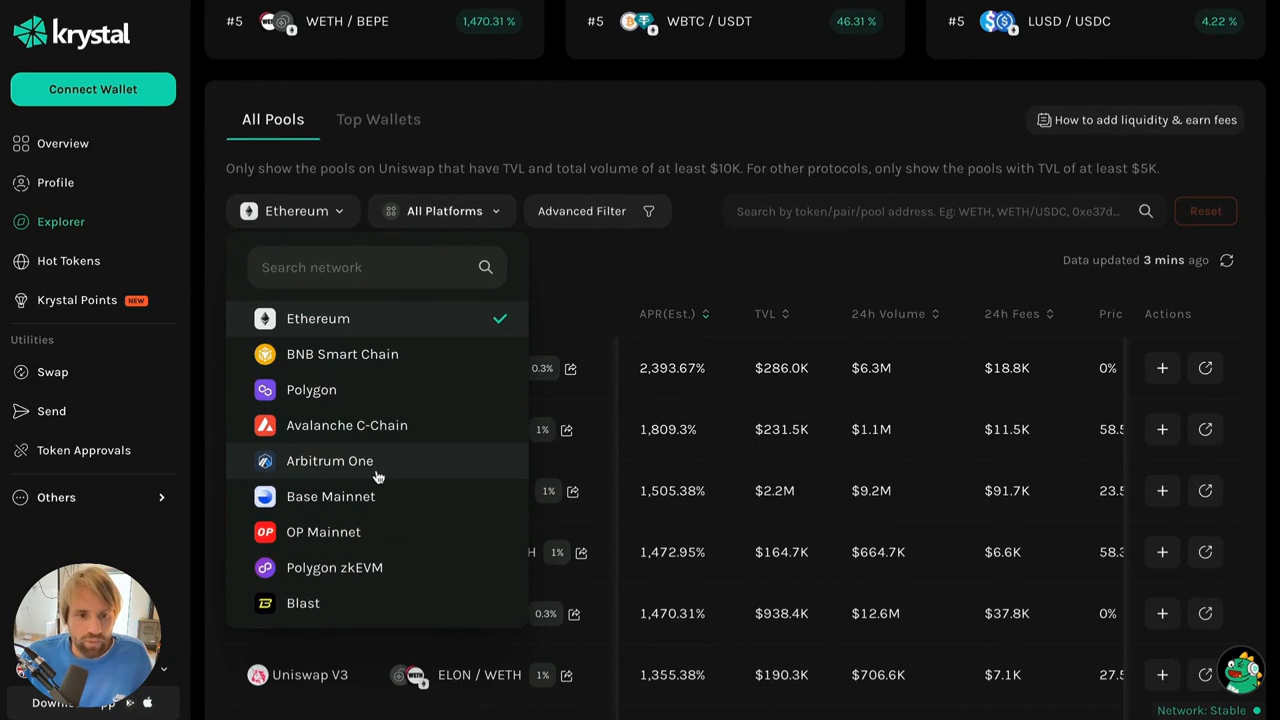 krystal
Connect Wallet
Overview
Profile
Explorer
Hot Tokens
Krystal Points NEW
Utilities
Swap
Send
Token Approvals
Others
#5 WETH / BEPE 1,470.31 %
#5 WBTC / USDT 46.31 %
#5 LUSD / USDC 4.22 %
All Pools Top Wallets How to add liquidity & earn fees
Only show the pools on Uniswap that have TVL and total volume of at least $10K. For other protocols, only show the pools with TVL of at least $5K.
Ethereum All Platforms Advanced Filter Search by token/pair/pool address. Eg: WETH, WETH/USDC, 0xe37d... Reset
Data updated 3 mins ago
Search network
Ethereum
BNB Smart Chain
Polygon
Avalanche C-Chain
Arbitrum One
Base Mainnet
OP Mainnet
Polygon zkEVM
Blast
APR(Est.) TVL 24h Volume 24h Fees Pric Actions
0.3% 2,393.67% $286.0K $6.3M $18.8K 0%
1% 1,809.3% $231.5K $1.1M $11.5K 58.5
1% 1,505.38% $2.2M $9.2M $91.7K 23.5
H 1% 1,472.95% $164.7K $664.7K $6.6K 58.3
0.3% 1,470.31% $938.4K $12.6M $37.8K 0%
Uniswap V3 ELON / WETH 1% 1,355.38% $190.3K $706.6K $7.1K 27.5
Network: Stable